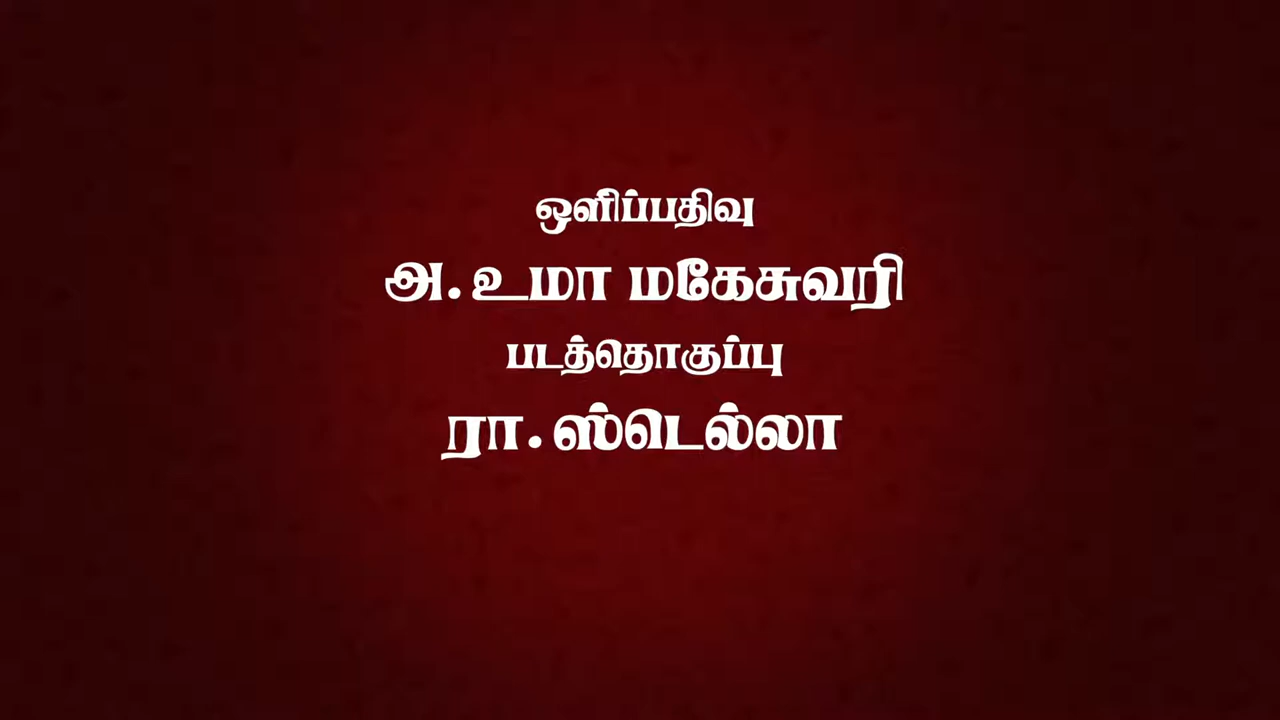 ஒளிப்பதிவு
அ. உமா மகேசுவரி
படத்தொகுப்பு
ரா. ஸ்டெல்லா